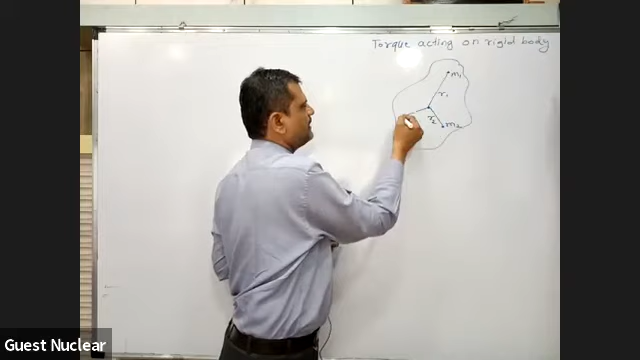 Torque acting on rigid body
m₁
r₁
r₂ m₂
Guest Nuclear